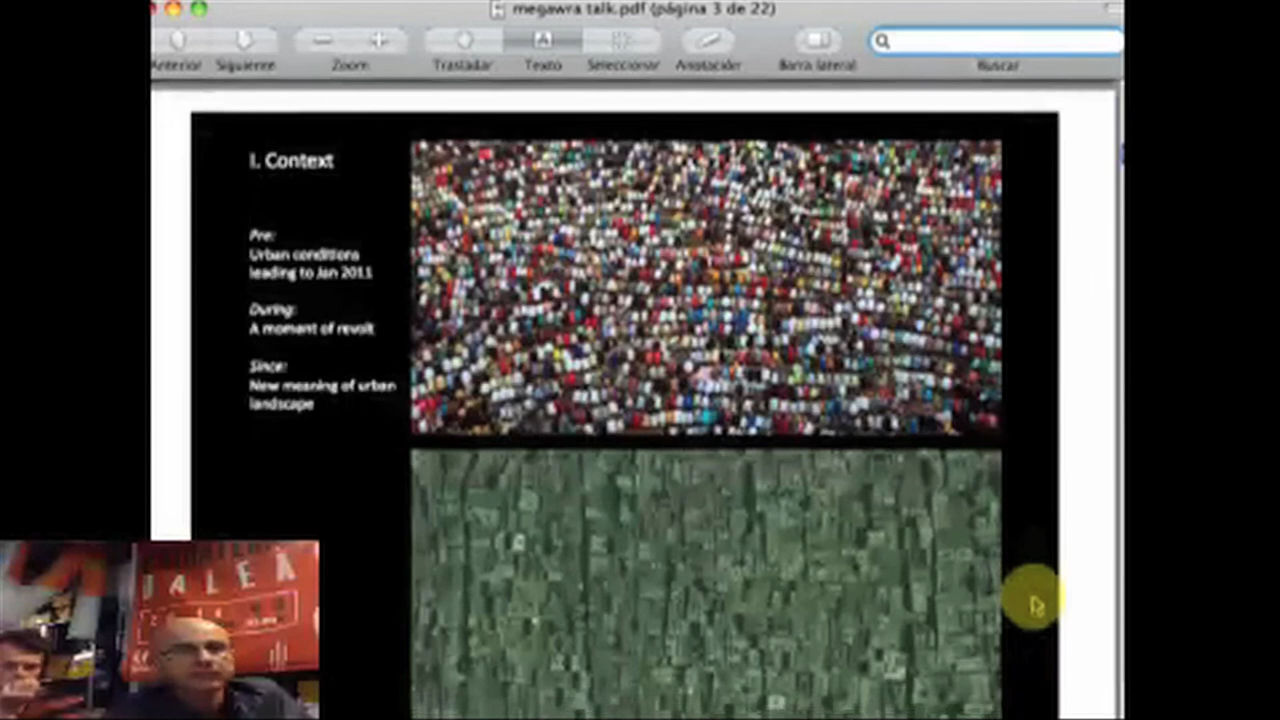 megawra talk.pdf (página 3 de 22)
Anterior Siguiente Zoom Trasladar Texto Seleccionar Anotación Barra lateral Buscar
I. Context
Pre:
Urban conditions
leading to Jan 2011
During:
A moment of revolt
Since:
New meaning of urban
landscape